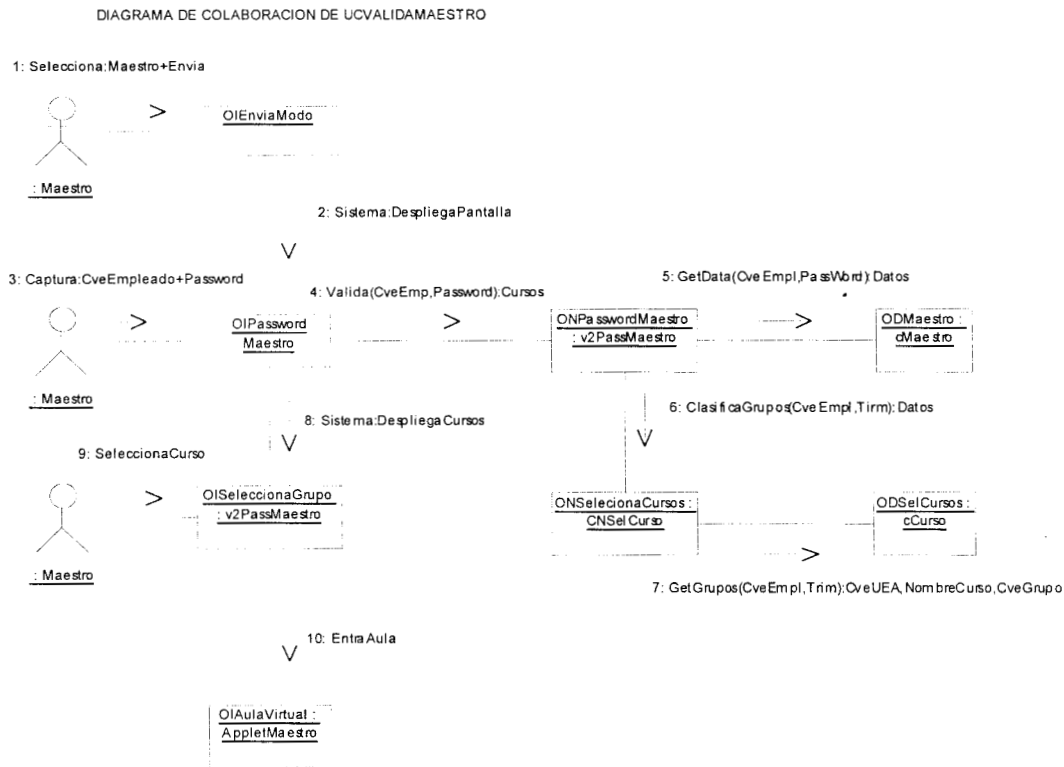 DIAGRAMA DE COLABORACION DE UCVALIDAMAESTRO
1: Selecciona:Maestro+Envia
OIEnviaModo
: Maestro
2: Sistema:DespliegaPantalla
3: Captura:CveEmpleado+Password
4: Valida(CveEmp,Password):Cursos
5: GetData(CveEmpl,PassWord):Datos
OIPassword
Maestro
ONPasswordMaestro
: v2PassMaestro
ODMaestro :
cMaestro
: Maestro
6: ClasificaGrupos(CveEmpl,Tirm):Datos
8: Sistema:DespliegaCursos
9: SeleccionaCurso
OISeleccionaGrupo
: v2PassMaestro
ONSelecionaCursos :
CNSelCurso
ODSelCursos :
cCurso
: Maestro
7: GetGrupos(CveEmpl,Trim):CveUEA,NombreCurso,CveGrupo
10: EntraAula
OIAulaVirtual :
AppletMaestro